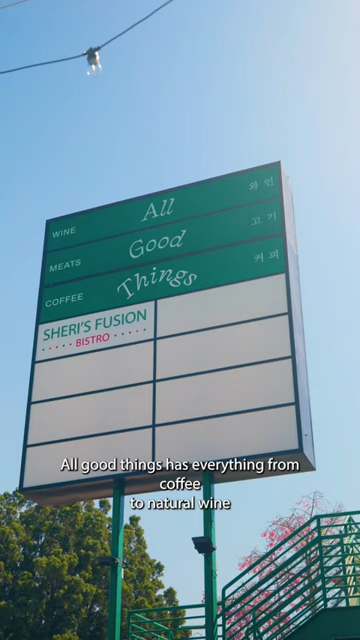 WINE All 와인
MEATS Good 고기
COFFEE Things 커피
SHERI'S FUSION
BISTRO
All good things has everything from
coffee
to natural wine